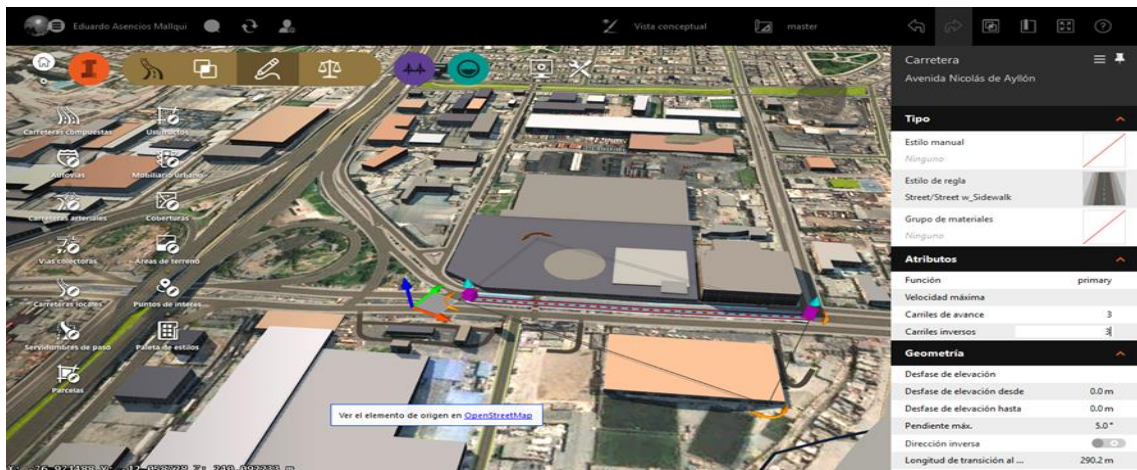 Eduardo Asencios Mallqui
Vista conceptual
master
Carretera
Avenida Nicolás de Ayllón
Carreteras compuestas
Usufructos
Autovías
Mobiliario urbano
Carreteras arteriales
Coberturas
Vías colectoras
Áreas de terreno
Carreteras locales
Puntos de interés
Servidumbres de paso
Paleta de estilos
Parcelas
Ver el elemento de origen en OpenStreetMap
Tipo
Estilo manual
Ninguno
Estilo de regla
Street/Street w_Sidewalk
Grupo de materiales
Ninguno
Atributos
Función primary
Velocidad máxima
Carriles de avance 3
Carriles inversos 3
Geometría
Desfase de elevación
Desfase de elevación desde 0.0 m
Desfase de elevación hasta 0.0 m
Pendiente máx. 5.0 °
Dirección inversa
Longitud de transición al ... 290.2 m